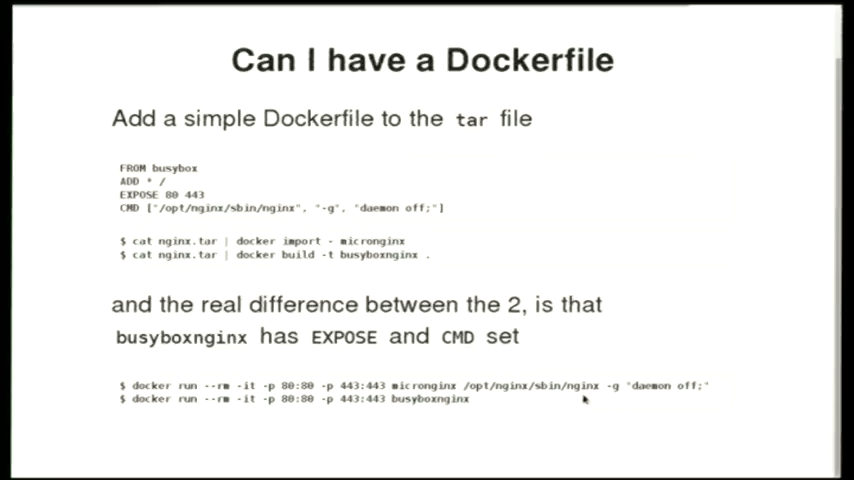 Can I have a Dockerfile
Add a simple Dockerfile to the tar file
FROM busybox
ADD * /
EXPOSE 80 443
CMD ["/opt/nginx/sbin/nginx", "-g", "daemon off;"]
$ cat nginx.tar | docker import - micronginx
$ cat nginx.tar | docker build -t busyboxnginx .
and the real difference between the 2, is that
busyboxnginx has EXPOSE and CMD set
$ docker run --rm -it -p 80:80 -p 443:443 micronginx /opt/nginx/sbin/nginx -g "daemon off;"
$ docker run --rm -it -p 80:80 -p 443:443 busyboxnginx